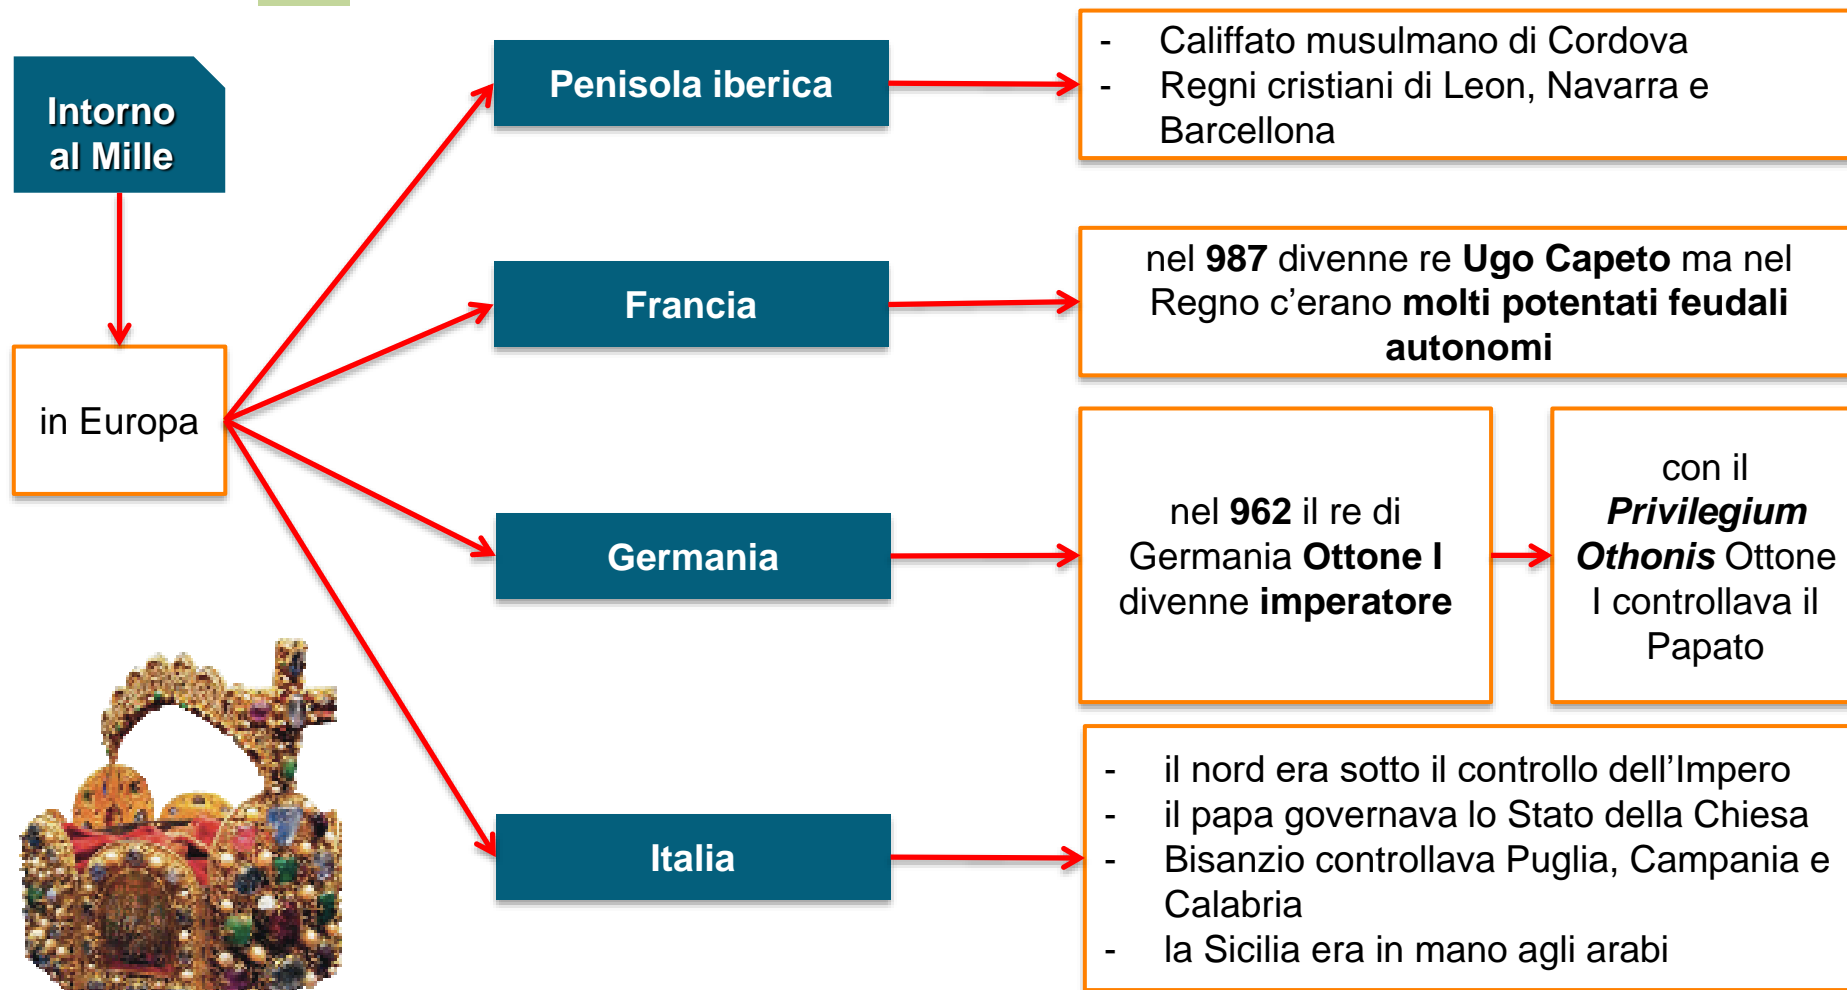 Intorno
al Mille
in Europa
Penisola iberica
- Califfato musulmano di Cordova
- Regni cristiani di Leon, Navarra e
Barcellona
Francia
nel 987 divenne re Ugo Capeto ma nel
Regno c’erano molti potentati feudali
autonomi
Germania
nel 962 il re di
Germania Ottone I
divenne imperatore
con il
Privilegium
Othonis Ottone
I controllava il
Papato
Italia
- il nord era sotto il controllo dell’Impero
- il papa governava lo Stato della Chiesa
- Bisanzio controllava Puglia, Campania e
Calabria
- la Sicilia era in mano agli arabi